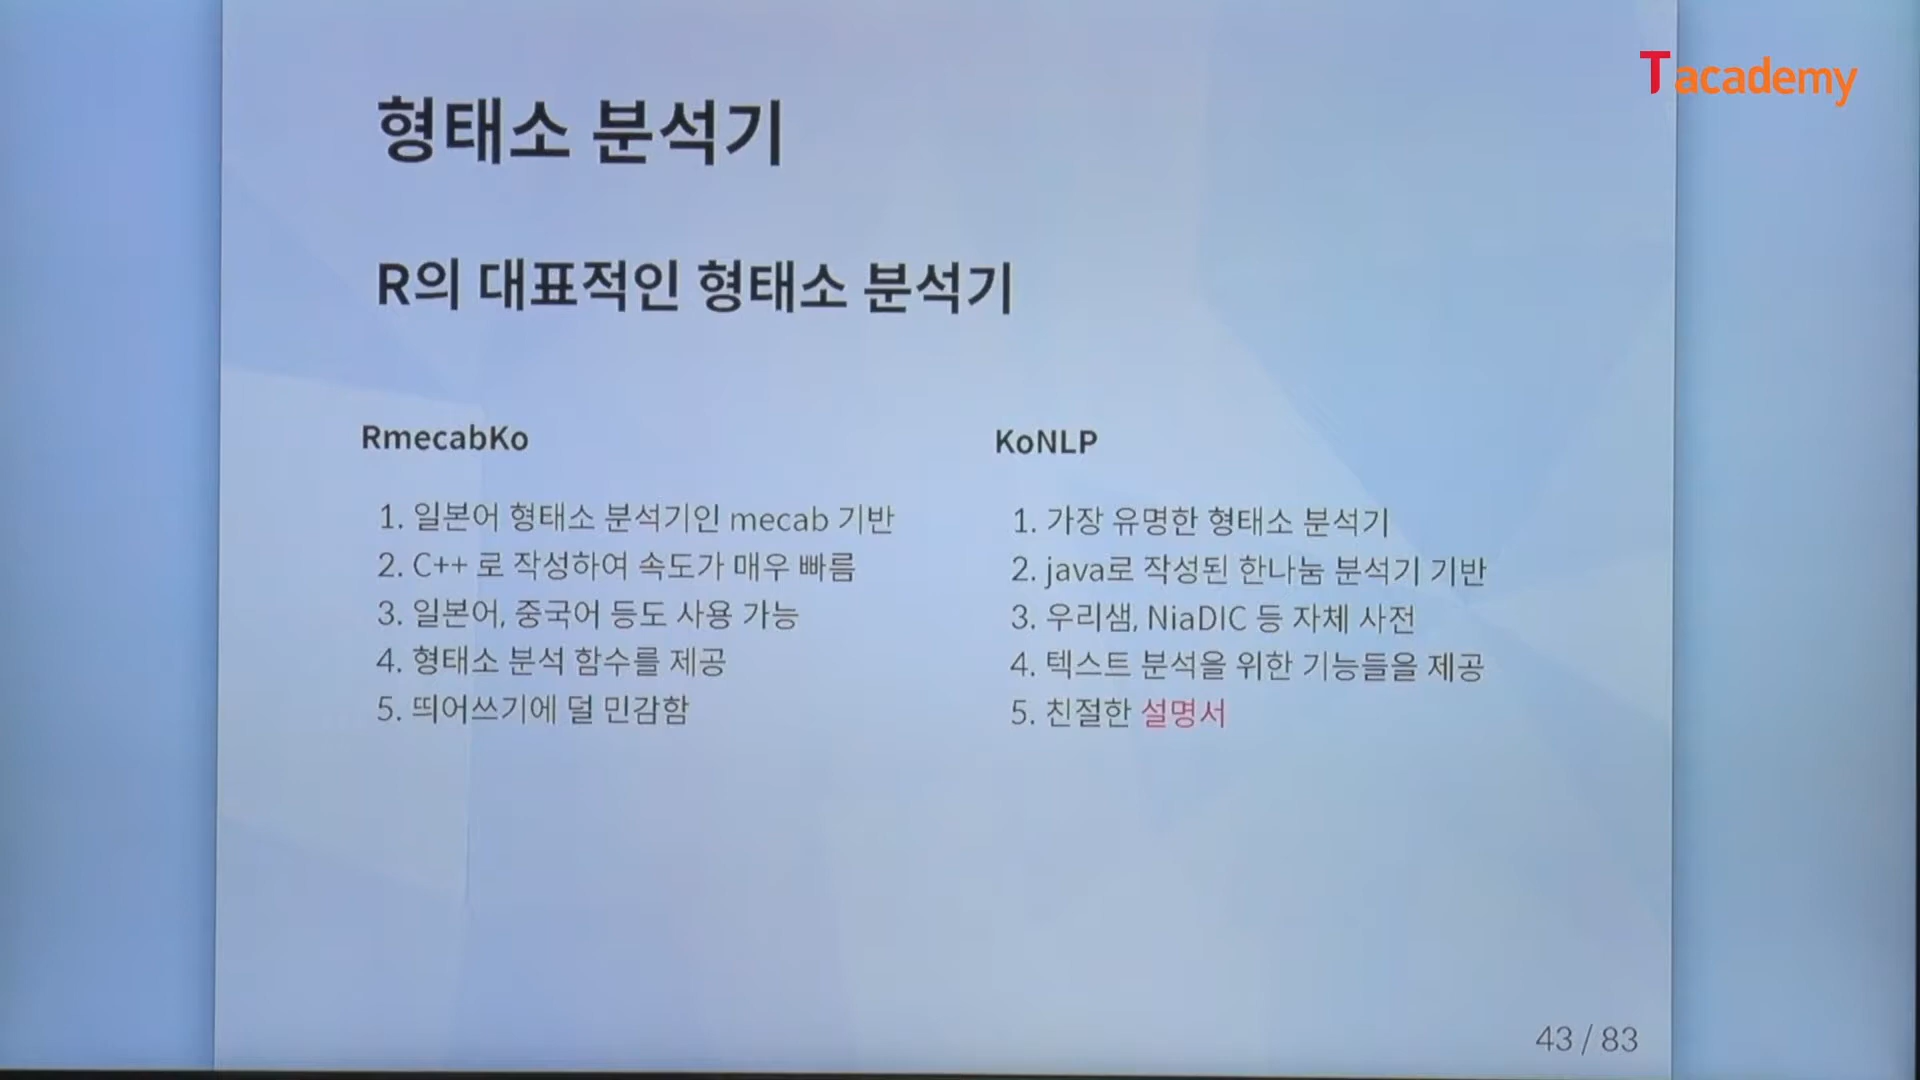 Tacademy
형태소 분석기
R의 대표적인 형태소 분석기
RmecabKo
1. 일본어 형태소 분석기인 mecab 기반
2. C++ 로 작성하여 속도가 매우 빠름
3. 일본어, 중국어 등도 사용 가능
4. 형태소 분석 함수를 제공
5. 띄어쓰기에 덜 민감함
KoNLP
1. 가장 유명한 형태소 분석기
2. java로 작성된 한나눔 분석기 기반
3. 우리샘, NiaDIC 등 자체 사전
4. 텍스트 분석을 위한 기능들을 제공
5. 친절한 설명서
43 / 83